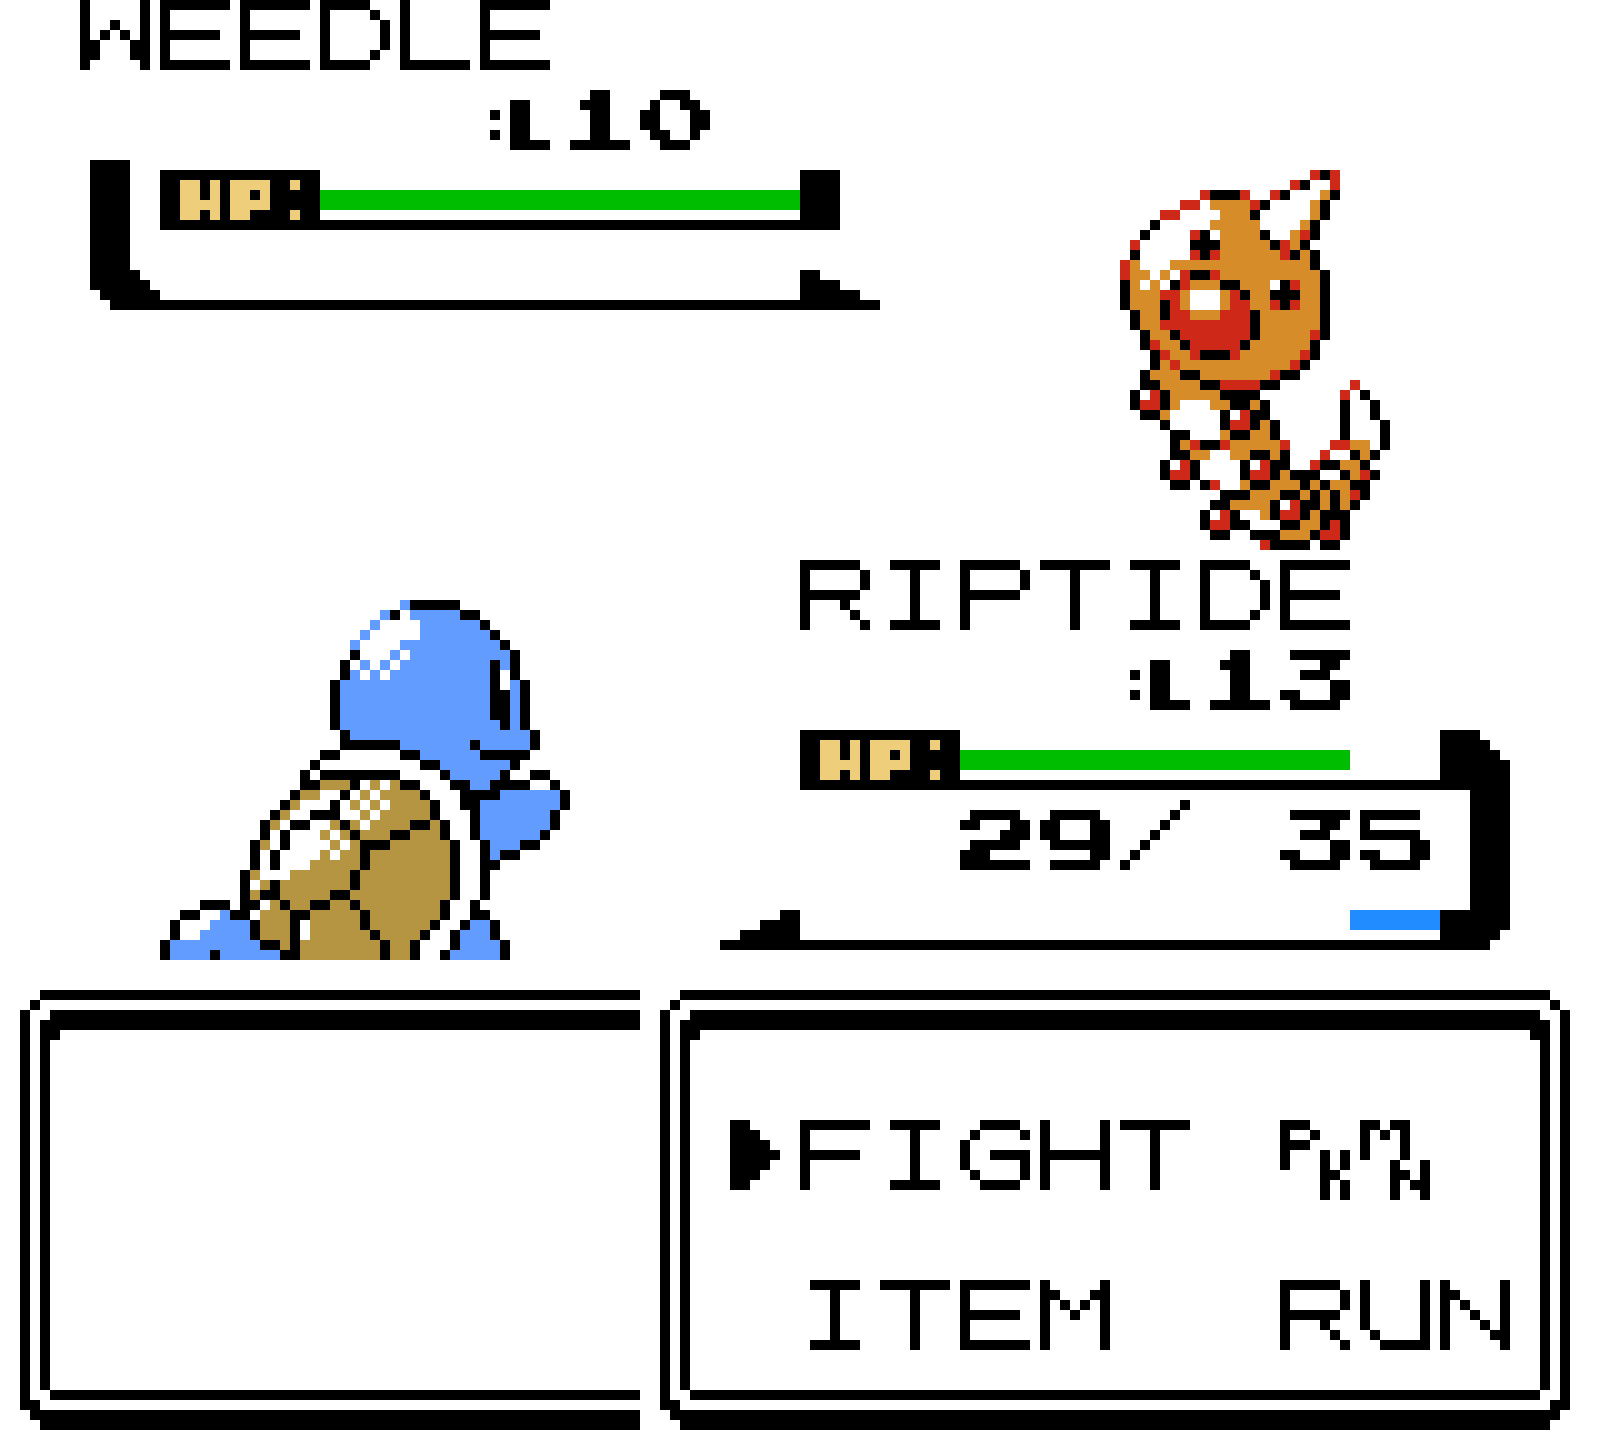 WEEDLE
:L10
HP:
RIPTIDE
:L13
HP:
29/ 35
▶FIGHT PKMN
ITEM RUN